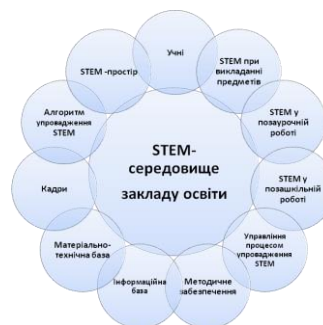 Учні
STEM при
викладанні
предметів
STEM у
позаурочній
роботі
STEM у
позашкільній
роботі
Управління
процесом
упровадження
STEM
Методичне
забезпечення
Інформаційна
база
Матеріально-
технічна база
Кадри
Алгоритм
упровадження
STEM
STEM -простір
STEM-
середовище
закладу освіти